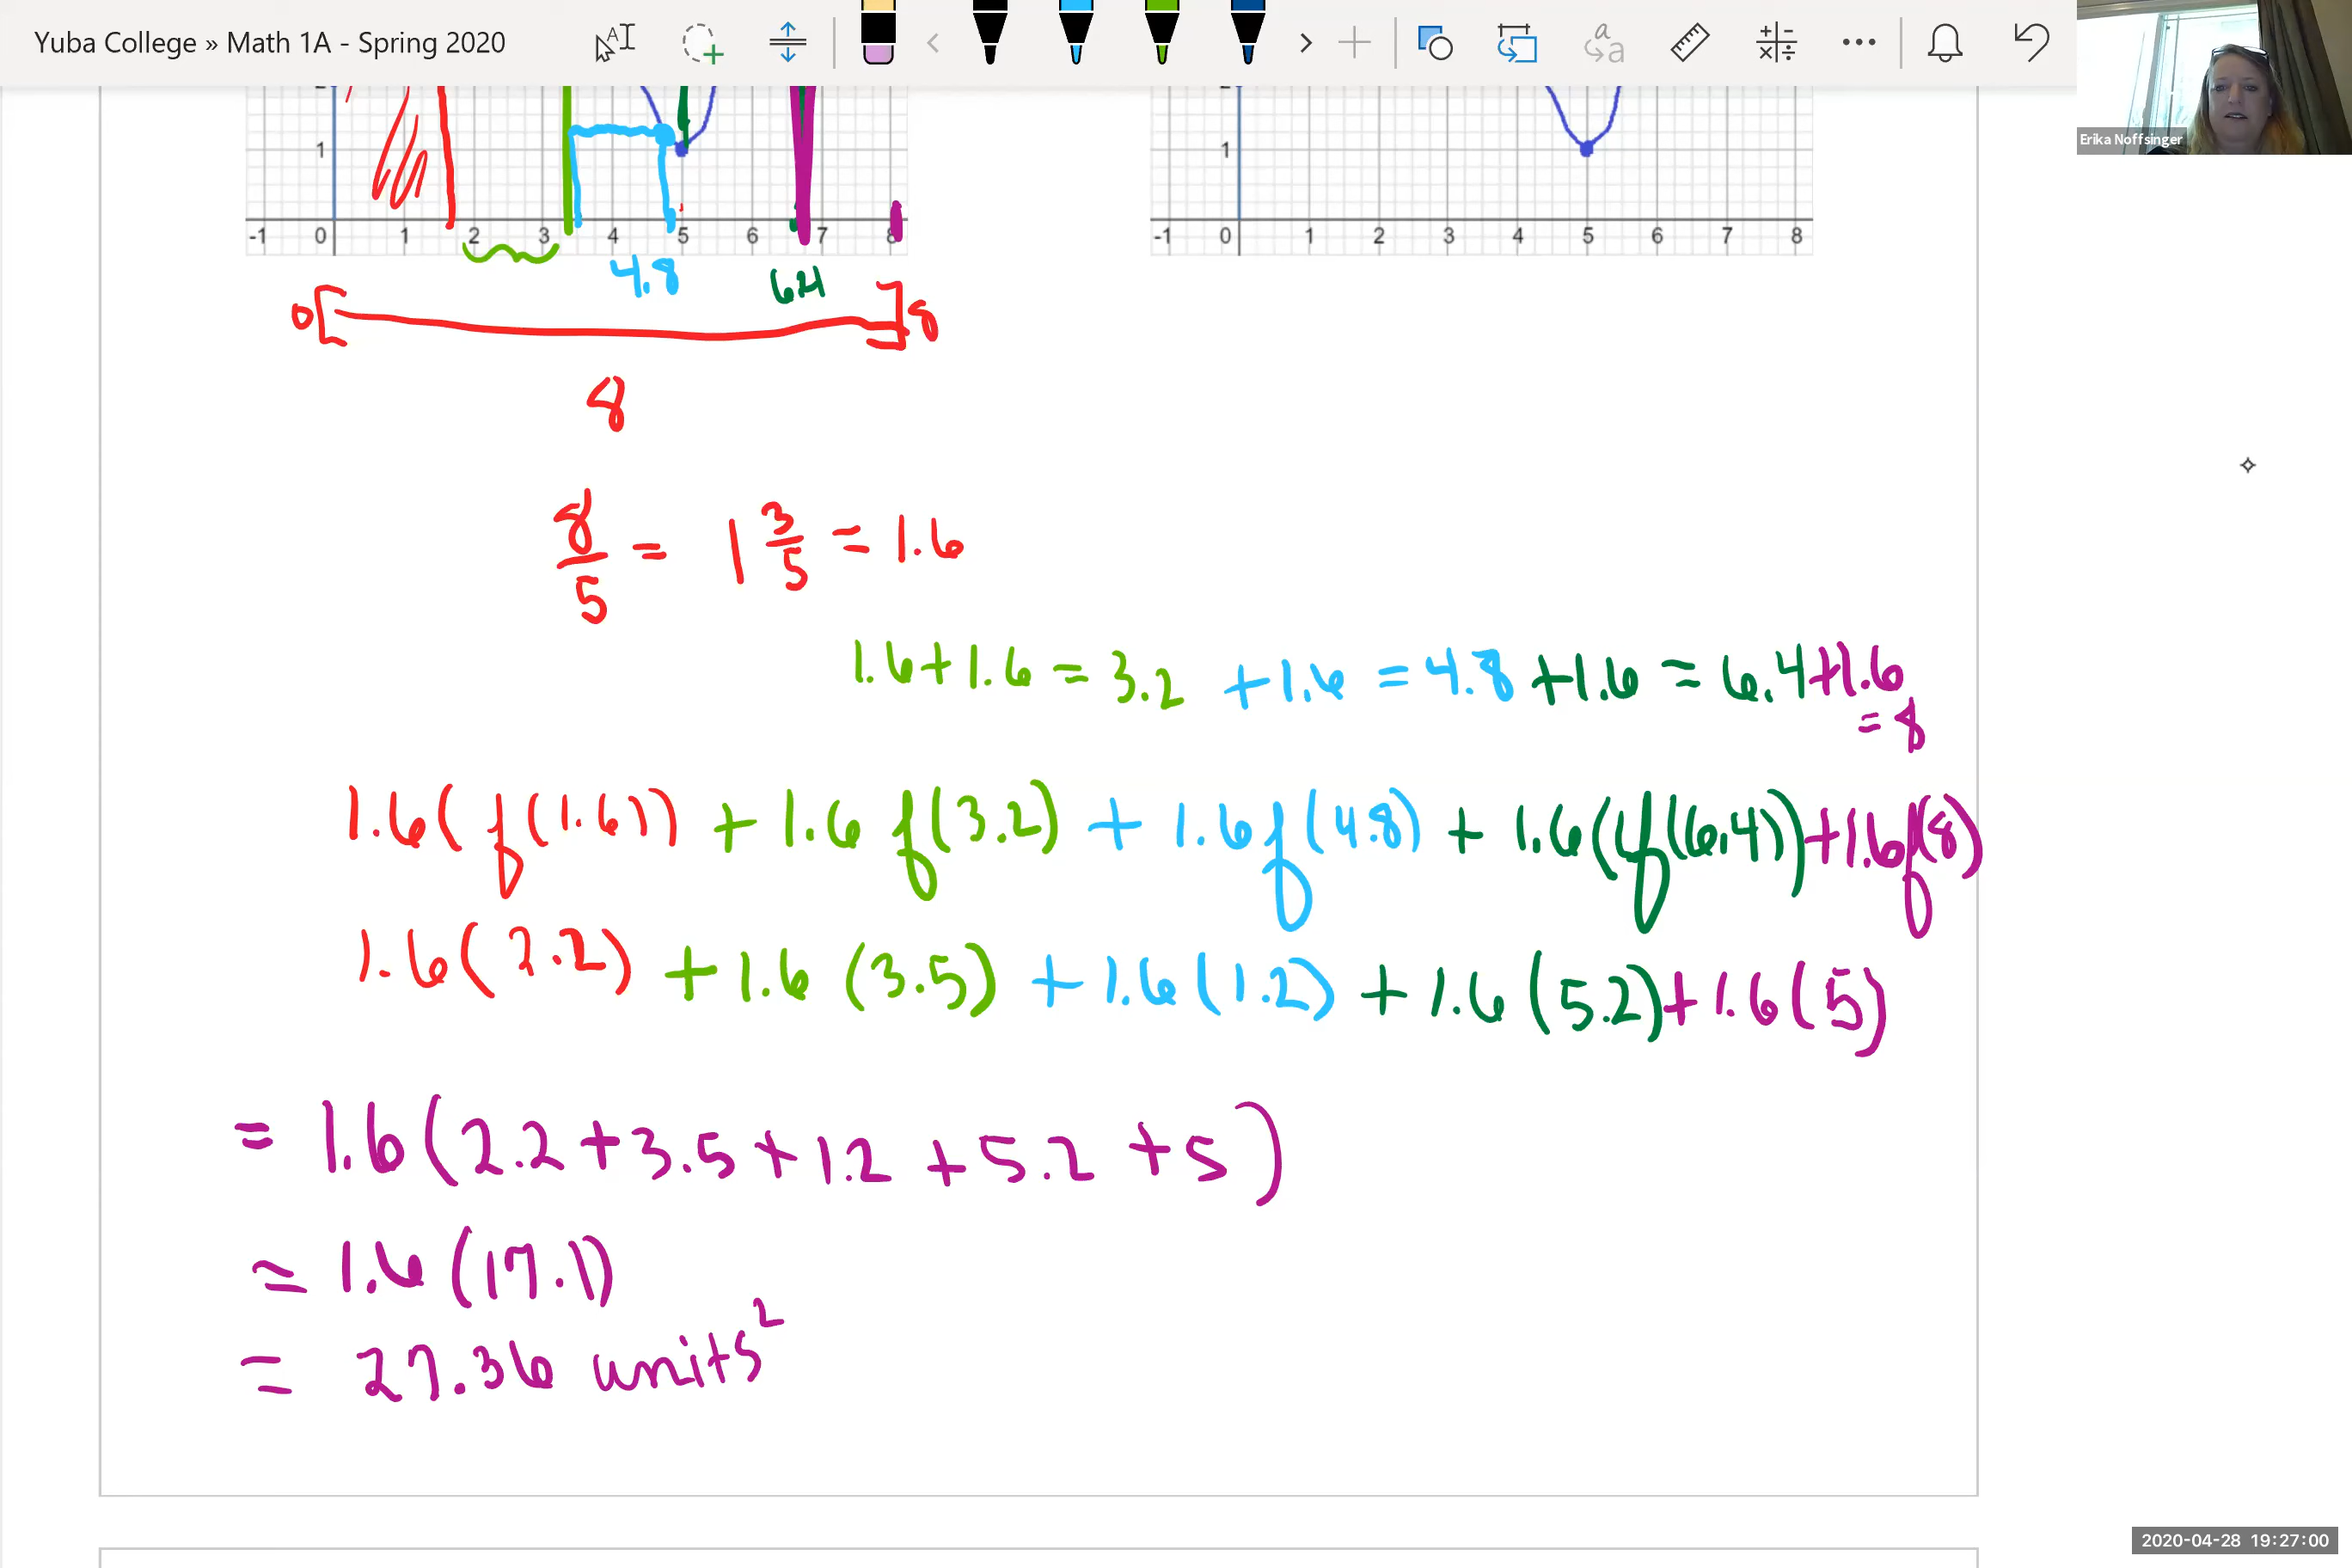 Yuba College » Math 1A - Spring 2020
Erika Noffsinger
1
-1 0 1 2 3 4 5 6 7 8
1
-1 0 1 2 3 4 5 6 7 8
4.8
6.4
0[ ]8
8
8/5 = 1 3/5 = 1.6
1.6+1.6 = 3.2 +1.6 = 4.8 +1.6 = 6.4+1.6
= 8
1.6(f(1.6)) + 1.6 f(3.2) + 1.6f(4.8) + 1.6(f(6.4))+1.6f(8)
1.6(2.2) + 1.6 (3.5) + 1.6(1.2) + 1.6 (5.2)+1.6(5)
= 1.6(2.2+3.5+1.2+5.2+5)
= 1.6(17.1)
= 27.36 units²
2020-04-28 19:27:00